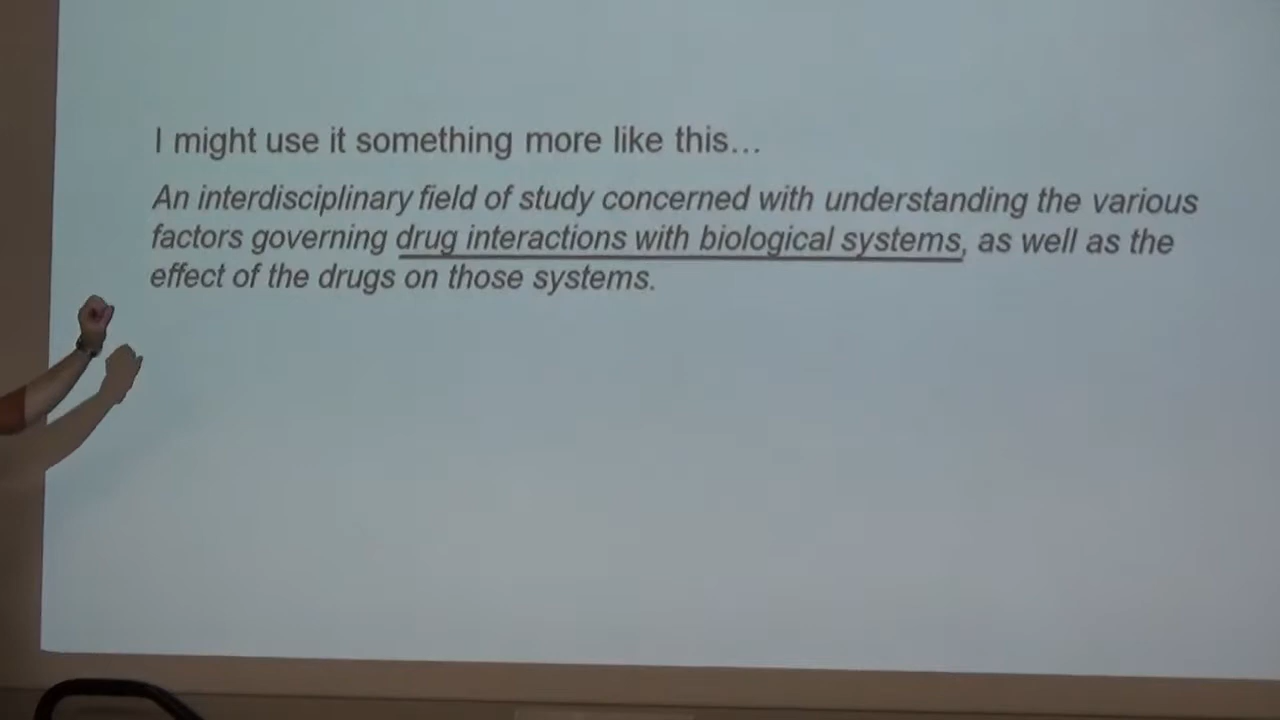 I might use it something more like this…
An interdisciplinary field of study concerned with understanding the various
factors governing drug interactions with biological systems, as well as the
effect of the drugs on those systems.